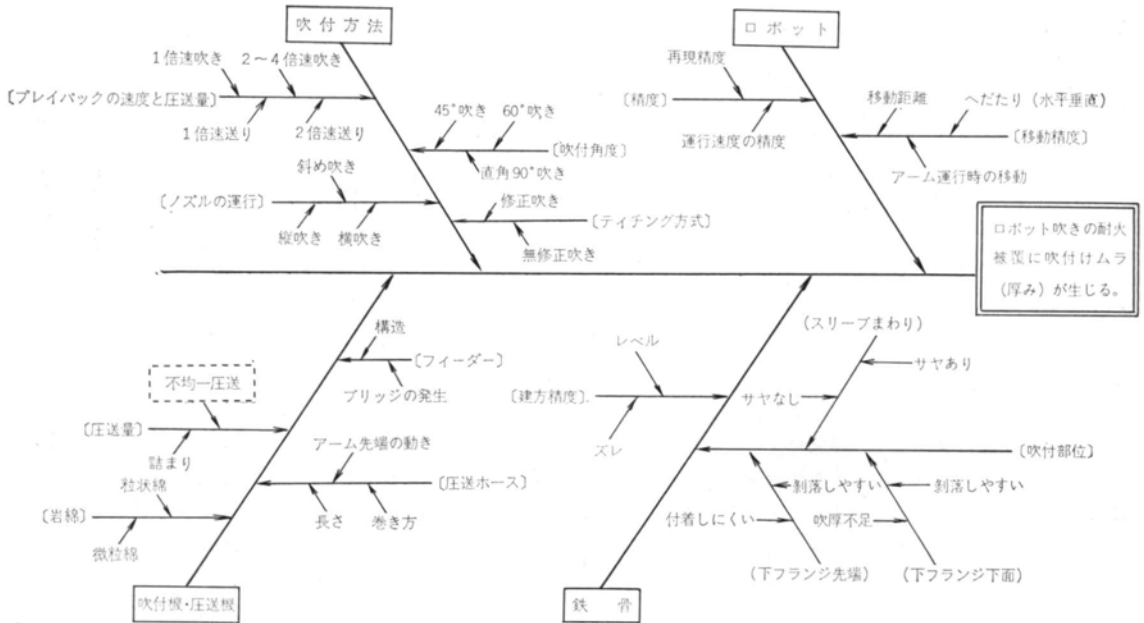 吹付方法
ロボット
1倍速吹き
2〜4倍速吹き
〔プレイバックの速度と圧送量〕
1倍速送り
2倍速送り
45°吹き
60°吹き
〔吹付角度〕
直角90°吹き
斜め吹き
〔ノズルの運行〕
縦吹き
横吹き
修正吹き
〔ティチング方式〕
無修正吹き
再現精度
〔精度〕
運行速度の精度
移動距離
へだたり(水平垂直)
〔移動精度〕
アーム運行時の移動
ロボット吹きの耐火
被覆に吹付けムラ
(厚み)が生じる。
構造
〔フィーダー〕
ブリッジの発生
不均一圧送
〔圧送量〕
詰まり
アーム先端の動き
〔圧送ホース〕
長さ
巻き方
粒状綿
〔岩綿〕
微粒綿
吹付機・圧送機
レベル
〔建方精度〕.
ズレ
(スリーブまわり)
サヤあり
サヤなし
〔吹付部位〕
剝落しやすい
付着しにくい
(下フランジ先端)
剝落しやすい
吹厚不足
(下フランジ下面)
鉄骨